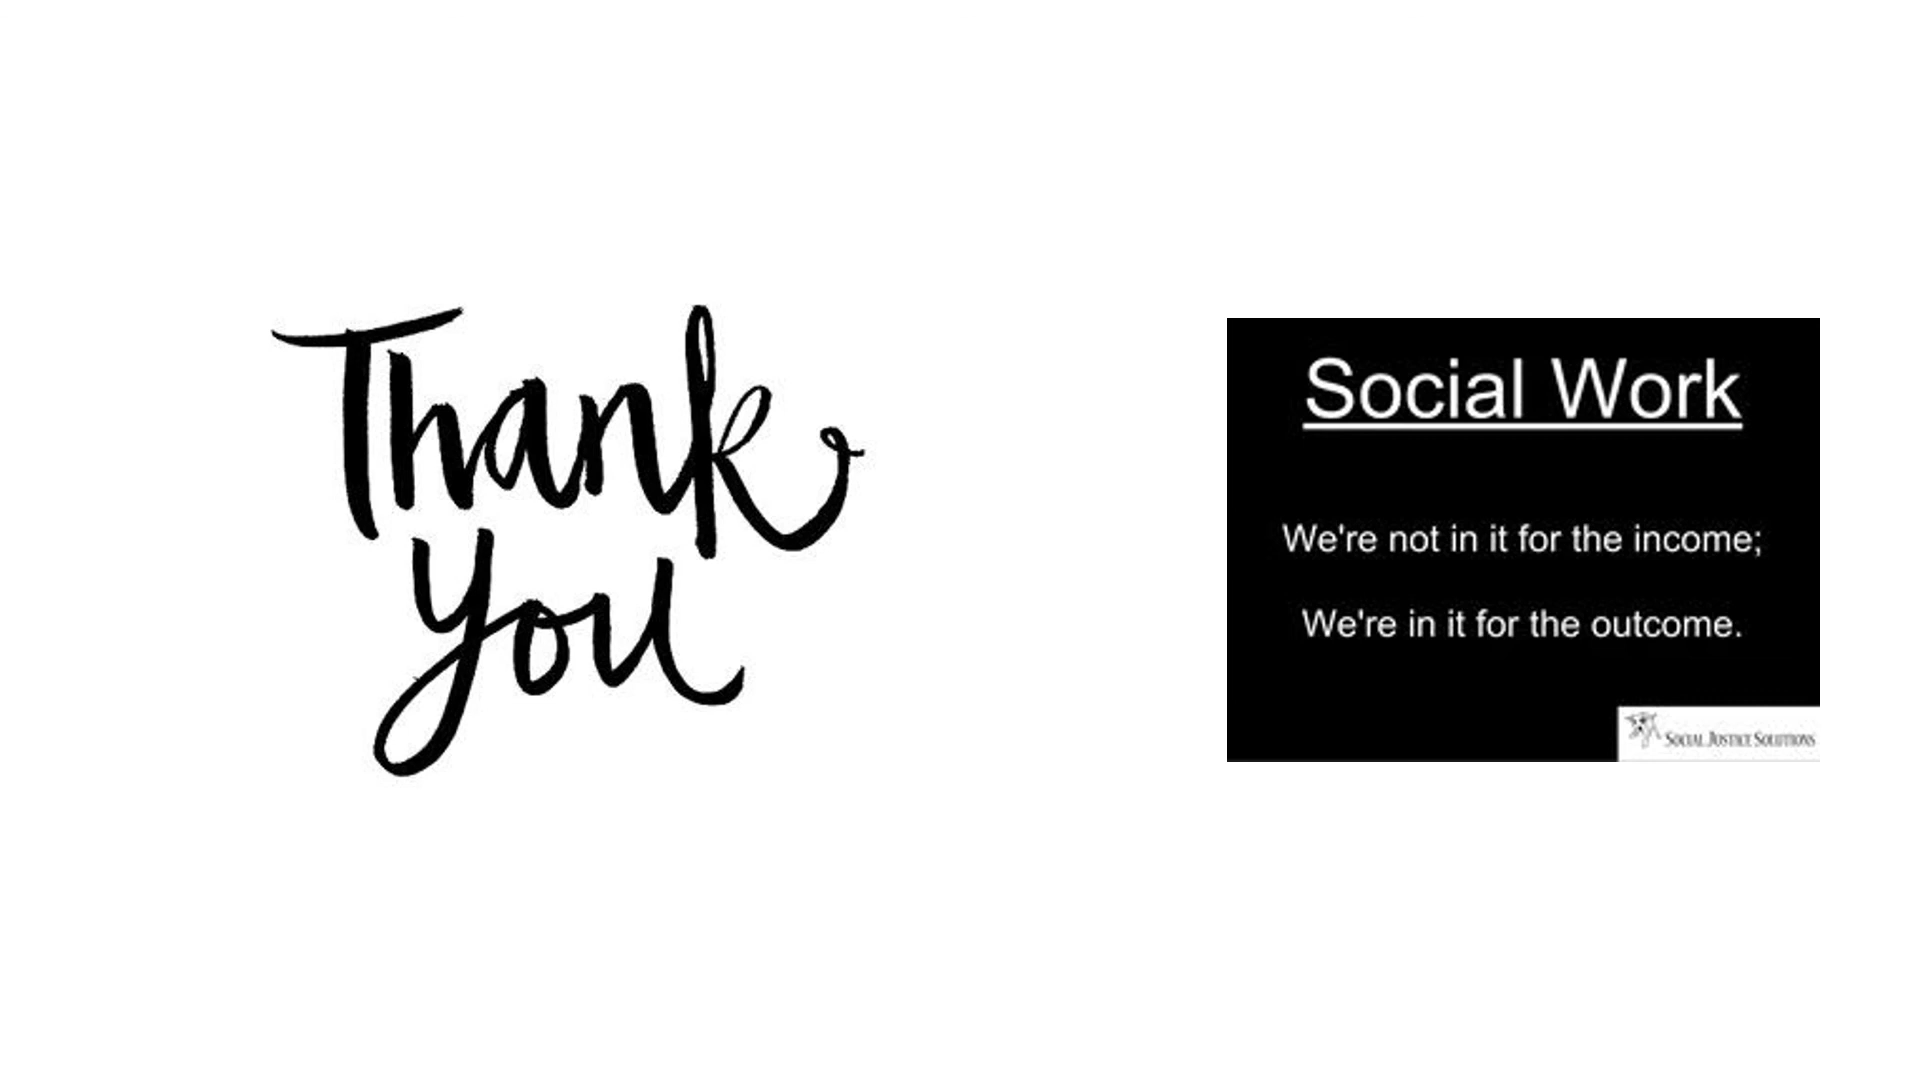 Thank
you
Social Work
We're not in it for the income;
We're in it for the outcome.
SOCIAL JUSTICE SOLUTIONS